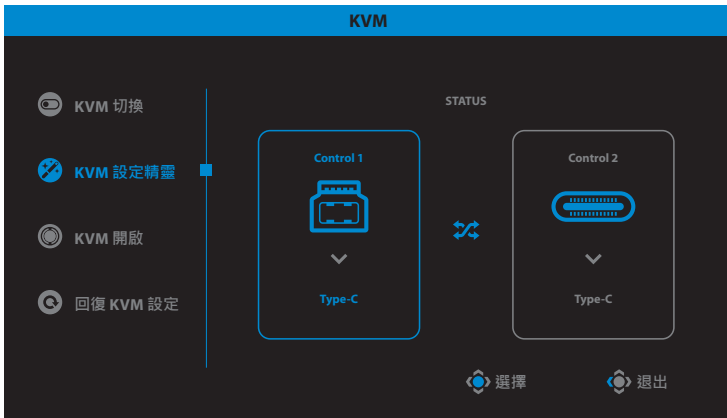 KVM
KVM 切換
KVM 設定精靈
KVM 開啟
回復 KVM 設定
STATUS
Control 1
Type-C
Control 2
Type-C
選擇
退出